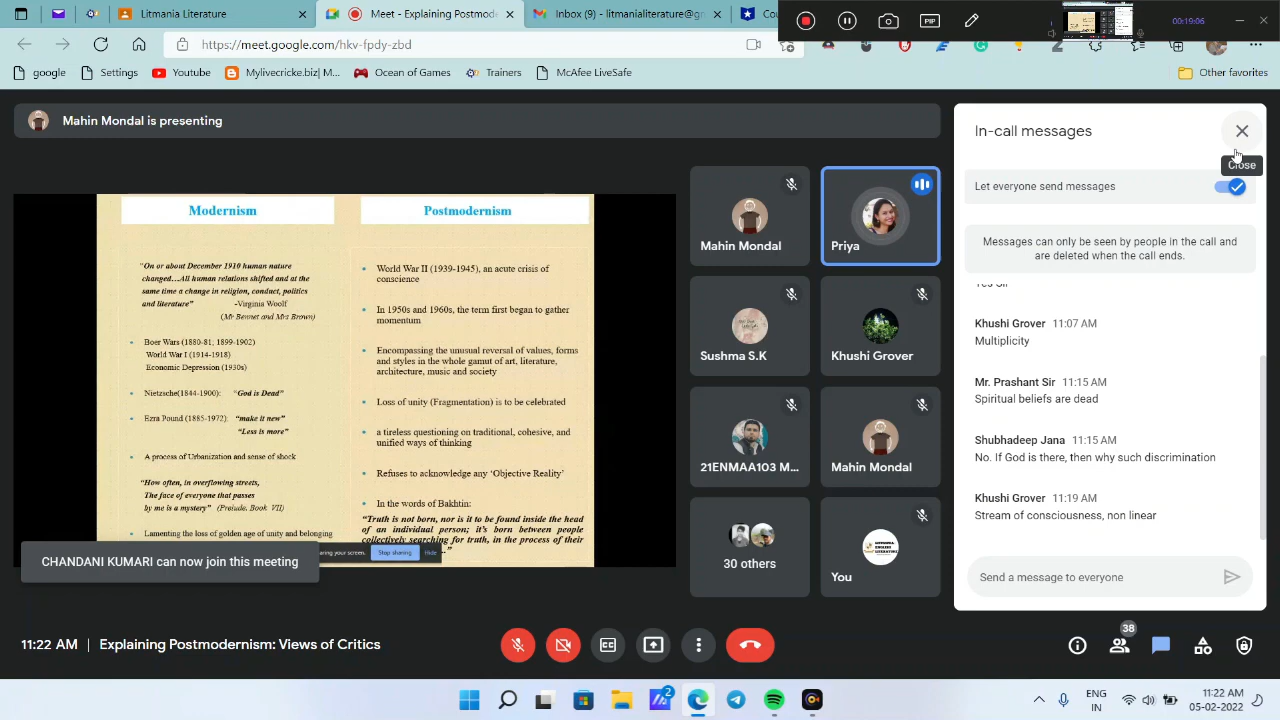 Litmania Literature
Inbox (9) - litmanialiterature
PIP
00:19:06
https://meet.google.com/hkv-fpdy-zbd
google
Settings
Youtube
Mylivecricke.biz| M...
Ocean of Games
Trainers
McAfee LiveSafe
Other favorites
Mahin Mondal is presenting
Modernism
"On or about December 1910 human nature
changed…All human relations shifted and at the
same time a change in religion, conduct, politics
and literature"
-Virginia Woolf
(Mr Bennet and Mrs Brown)
Boer Wars (1880-81, 1899-1902)
World War I (1914-1918)
Economic Depression (1930s)
Nietzsche(1844-1900): "God is Dead"
Ezra Pound (1885-1972): "make it new"
"Less is more"
A process of Urbanization and sense of shock
"How often, in overflowing streets,
The face of everyone that passes
by me is a mystery" (Prelude, Book VII)
Lamenting the loss of golden age of unity and belonging
Postmodernism
World War II (1939-1945), an acute crisis of
conscience
In 1950s and 1960s, the term first began to gather
momentum
Encompassing the unusual reversal of values, forms
and styles in the whole gamut of art, literature,
architecture, music and society
Loss of unity (Fragmentation) is to be celebrated
a tireless questioning on traditional, cohesive, and
unified ways of thinking
Refuses to acknowledge any 'Objective Reality'
In the words of Bakhtin:
"Truth is not born, nor is it to be found inside the head
of an individual person; it's born between people
collectively searching for truth, in the process of their
sharing your screen.
Stop sharing
Hide
CHANDANI KUMARI can now join this meeting
Mahin Mondal
Priya
Sushma S.K
Khushi Grover
21ENMAA103 M...
Mahin Mondal
30 others
You
In-call messages
Close
Let everyone send messages
Messages can only be seen by people in the call and
are deleted when the call ends.
Yes Sir
Khushi Grover 11:07 AM
Multiplicity
Mr. Prashant Sir 11:15 AM
Spiritual beliefs are dead
Shubhadeep Jana 11:15 AM
No. If God is there, then why such discrimination
Khushi Grover 11:19 AM
Stream of consciousness, non linear
Send a message to everyone
11:22 AM | Explaining Postmodernism: Views of Critics
38
2
ENG
IN
11:22 AM
05-02-2022